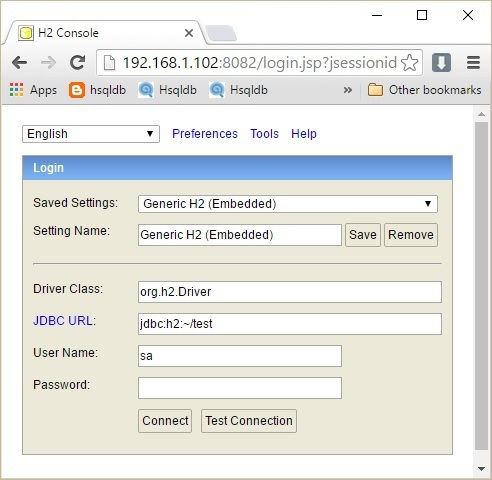 H2 Console
192.168.1.102:8082/login.jsp?jsessionid
Apps hsqldb Hsqldb Hsqldb » Other bookmarks
English Preferences Tools Help
Login
Saved Settings: Generic H2 (Embedded)
Setting Name: Generic H2 (Embedded) Save Remove
Driver Class: org.h2.Driver
JDBC URL: jdbc:h2:~/test
User Name: sa
Password:
Connect Test Connection